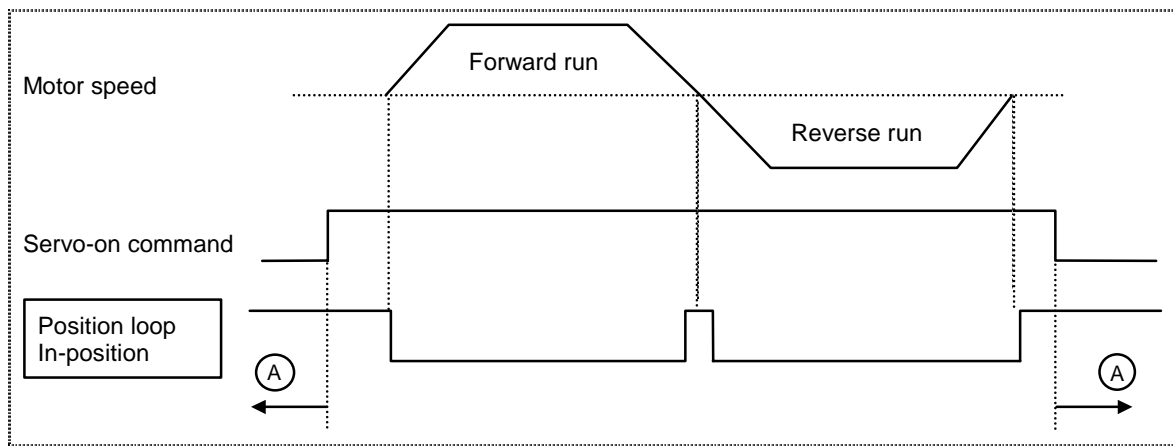 Forward run
Motor speed
Reverse run
Servo-on command
Position loop
In-position
A
A